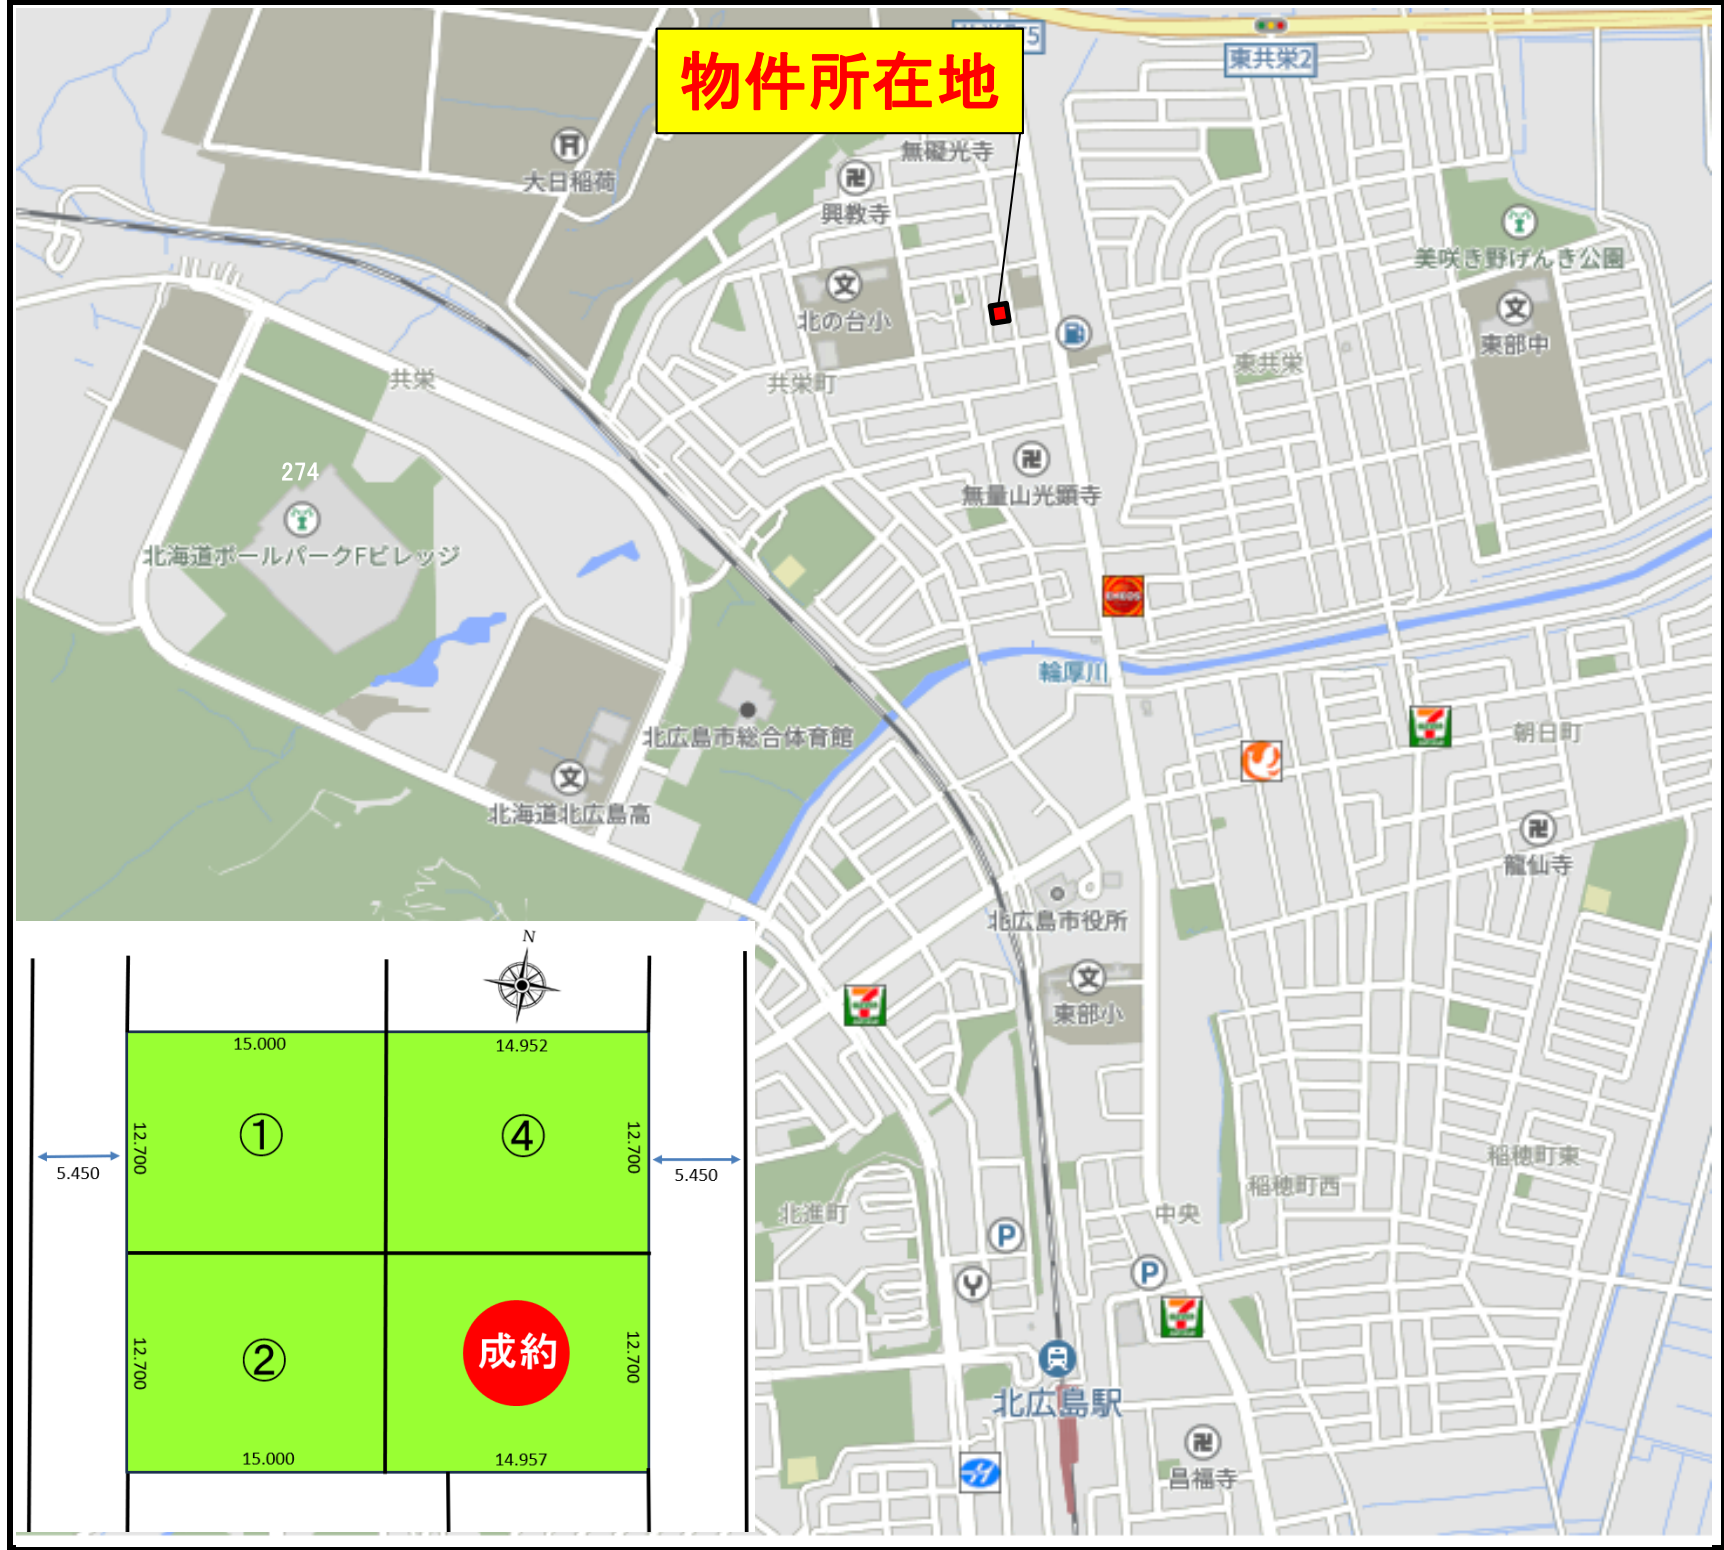 物件所在地
5
東共栄2
無礙光寺
大日稲荷
興教寺
美咲き野げんき公園
北の台小
東部中
東共栄
共栄
共栄町
274
無量山光顕寺
北海道ボールパークFビレッジ
ENEOS
輪厚川
北広島市総合体育館
朝日町
北海道北広島高
龍仙寺
北広島市役所
東部小
稲穂町東
稲穂町西
北進町
中央
P
P
北広島駅
昌福寺
N
15.000
14.952
①
④
12.700
12.700
5.450
5.450
②
成約
12.700
12.700
15.000
14.957